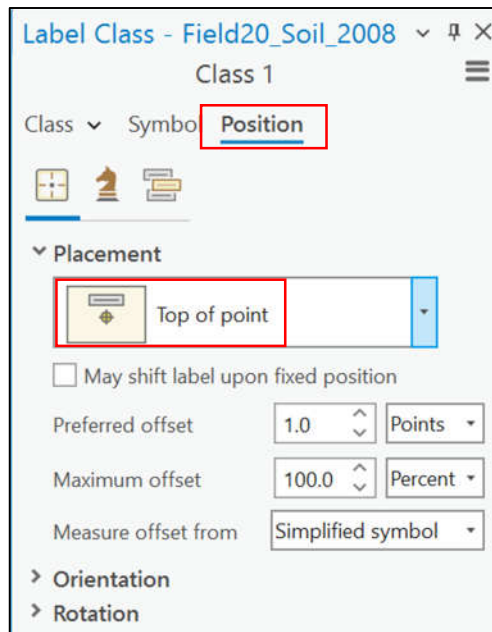 Label Class - Field20_Soil_2008
Class 1
Class Symbol Position
Placement
Top of point
May shift label upon fixed position
Preferred offset 1.0 Points
Maximum offset 100.0 Percent
Measure offset from Simplified symbol
Orientation
Rotation